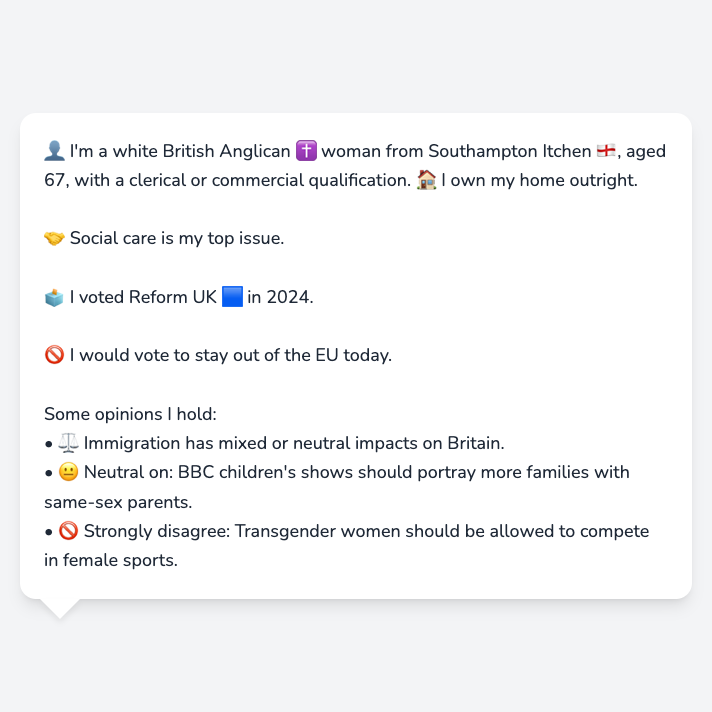 👤 I'm a white British Anglican ✝️ woman from Southampton Itchen 🏴󠁧󠁢󠁥󠁮󠁧󠁿, aged
67, with a clerical or commercial qualification. 🏠 I own my home outright.
🤝 Social care is my top issue.
🗳️ I voted Reform UK 🟦 in 2024.
🚫 I would vote to stay out of the EU today.
Some opinions I hold:
• ⚖️ Immigration has mixed or neutral impacts on Britain.
• 😐 Neutral on: BBC children's shows should portray more families with
same-sex parents.
• 🚫 Strongly disagree: Transgender women should be allowed to compete
in female sports.